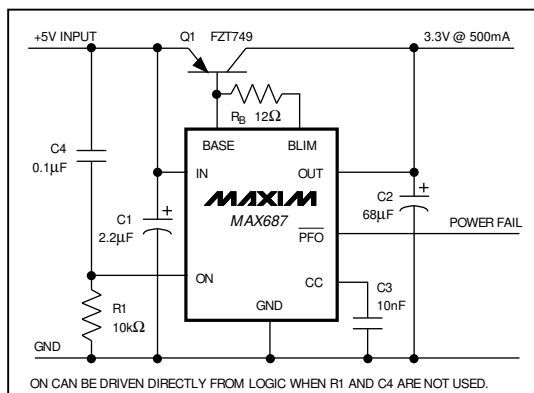 +5V INPUT
Q1
FZT749
3.3V @ 500mA
RB 12Ω
BASE
BLIM
C4
0.1µF
IN
OUT
MAXIM
MAX687
C1
2.2µF
+
C2
68µF
+
POWER FAIL
PFO
ON
CC
R1
10kΩ
GND
C3
10nF
GND
ON CAN BE DRIVEN DIRECTLY FROM LOGIC WHEN R1 AND C4 ARE NOT USED.